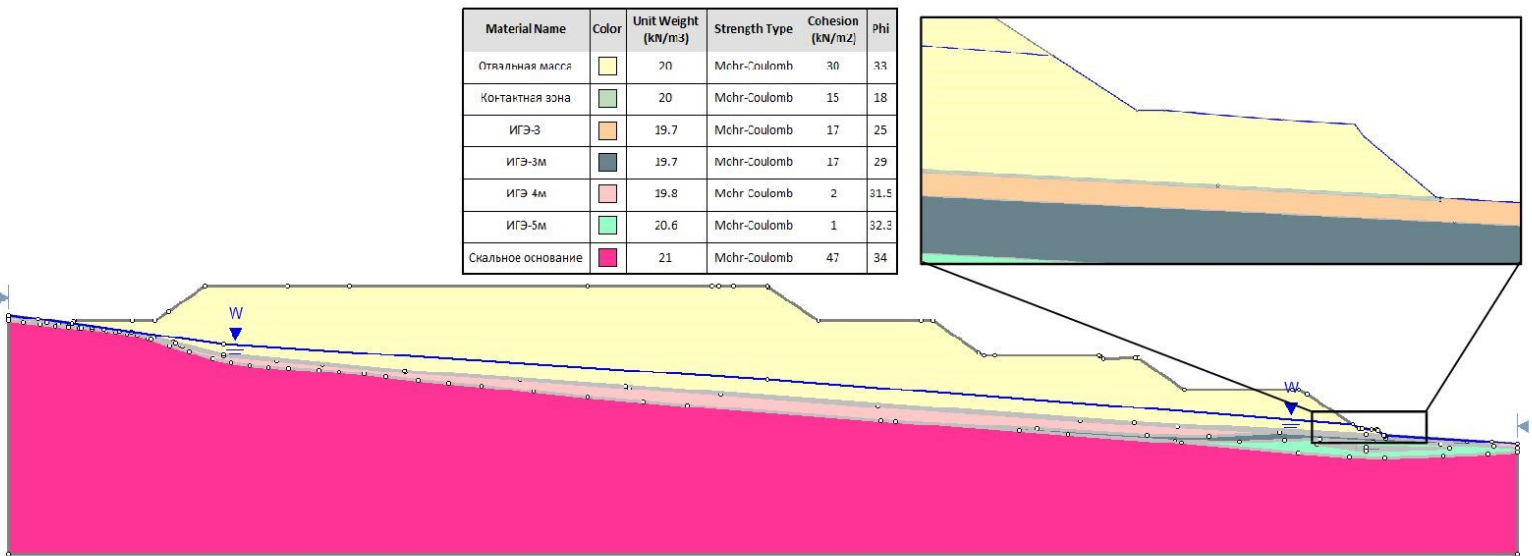 Material Name Color Unit Weight (kN/m3) Strength Type Cohesion (kN/m2) Phi
Отвальная масса 20 Mohr-Coulomb 30 33
Контактная зона 20 Mohr-Coulomb 15 18
ИГЭ-3 19.7 Mohr-Coulomb 17 25
ИГЭ-3м 19.7 Mohr-Coulomb 17 29
ИГЭ 4м 19.8 Mohr Coulomb 2 31.5
ИГЭ-5м 20.6 Mohr-Coulomb 1 32.3
Скальное основание 21 Mohr-Coulomb 47 34
W
W